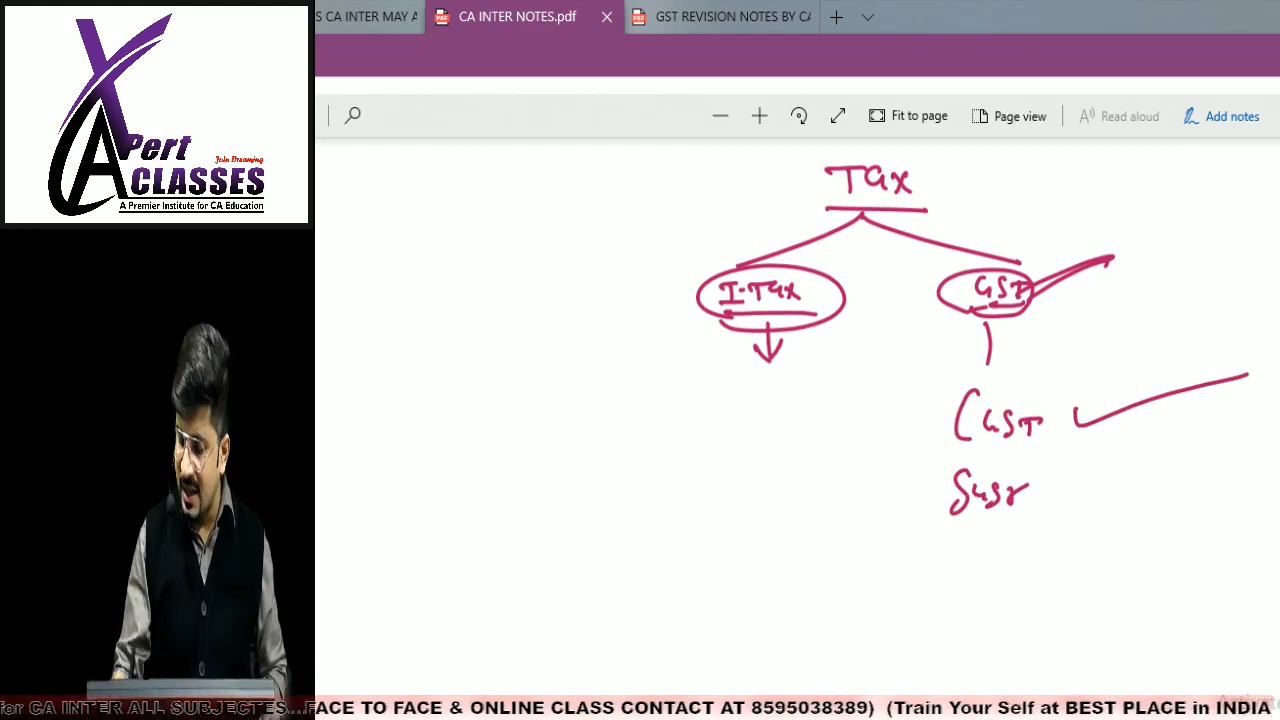 S CA INTER MAY A
CA INTER NOTES.pdf
GST REVISION NOTES BY CA
XPert
Join Dreaming
CA CLASSES
A Premier Institute for CA Education
Fit to page
Page view
Read aloud
Add notes
Tax
I-Tax
GST
CGST
SGST
for CA INTER ALL SUBJECTES...FACE TO FACE & ONLINE CLASS CONTACT AT 8595038389) (Train Your Self at BEST PLACE in INDIA